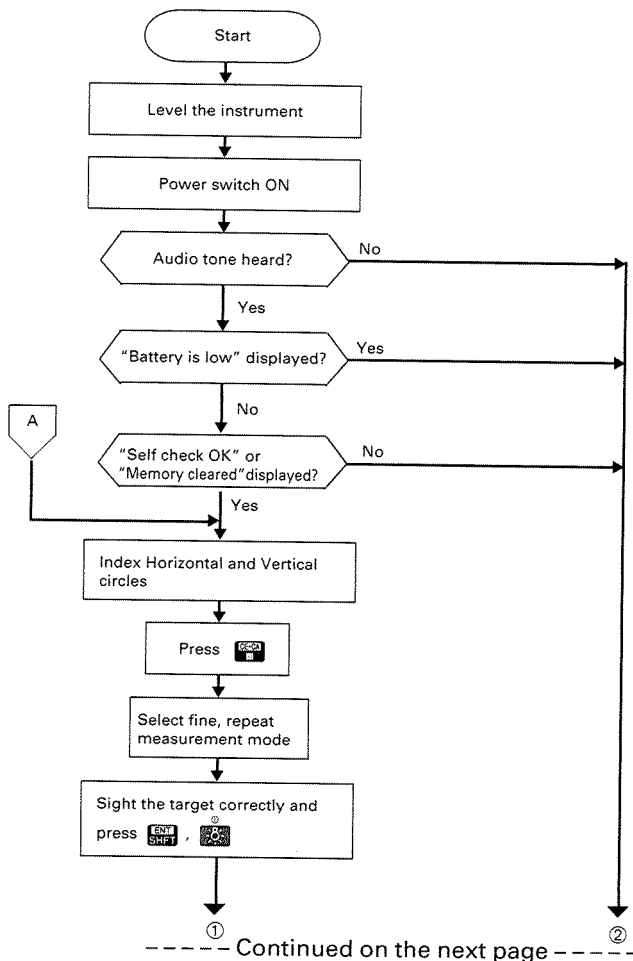 Start
Level the instrument
Power switch ON
Audio tone heard?
No
Yes
“Battery is low” displayed?
Yes
No
A
“Self check OK” or
“Memory cleared” displayed?
No
Yes
Index Horizontal and Vertical
circles
Press
Select fine, repeat
measurement mode
Sight the target correctly and
press ENT SHFT ,
① ②
----- Continued on the next page -----